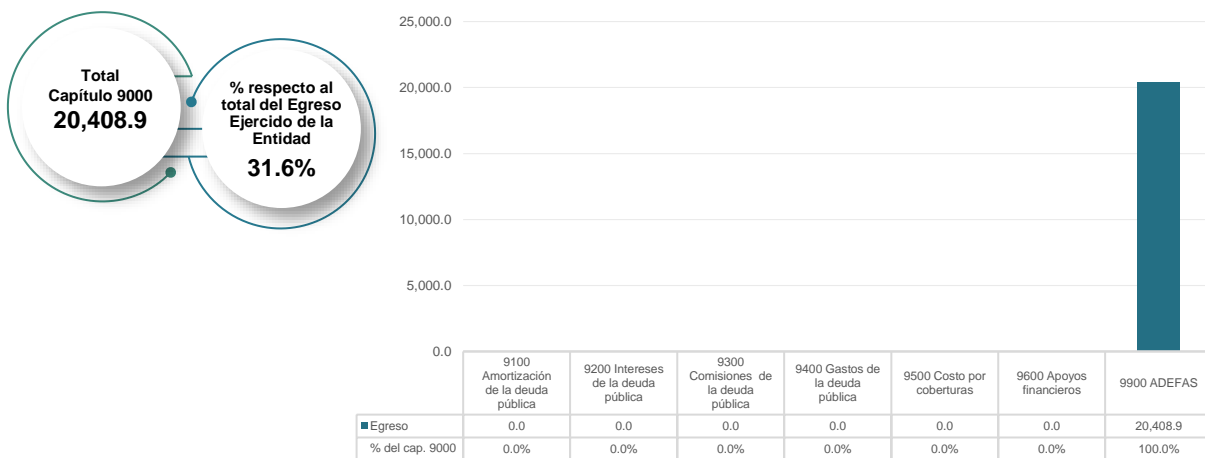 Total
Capítulo 9000
20,408.9
% respecto al
total del Egreso
Ejercido de la
Entidad
31.6%
25,000.0
20,000.0
15,000.0
10,000.0
5,000.0
0.0
9100
Amortización
de la deuda
pública
9200 Intereses
de la deuda
pública
9300
Comisiones de
la deuda
pública
9400 Gastos de
la deuda
pública
9500 Costo por
coberturas
9600 Apoyos
financieros
9900 ADEFAS
Egreso 0.0 0.0 0.0 0.0 0.0 0.0 20,408.9
% del cap. 9000 0.0% 0.0% 0.0% 0.0% 0.0% 0.0% 100.0%